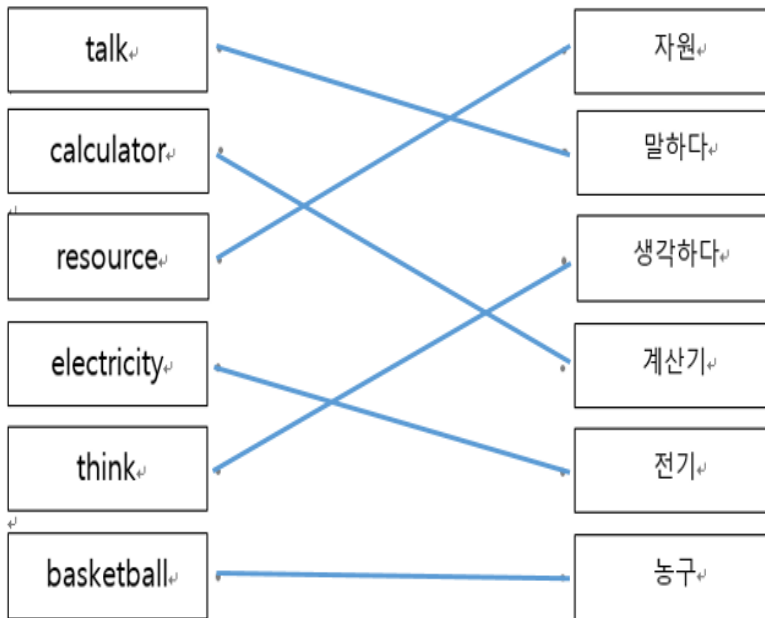 talk
자원
calculator
말하다
resource
생각하다
electricity
계산기
think
전기
basketball
농구